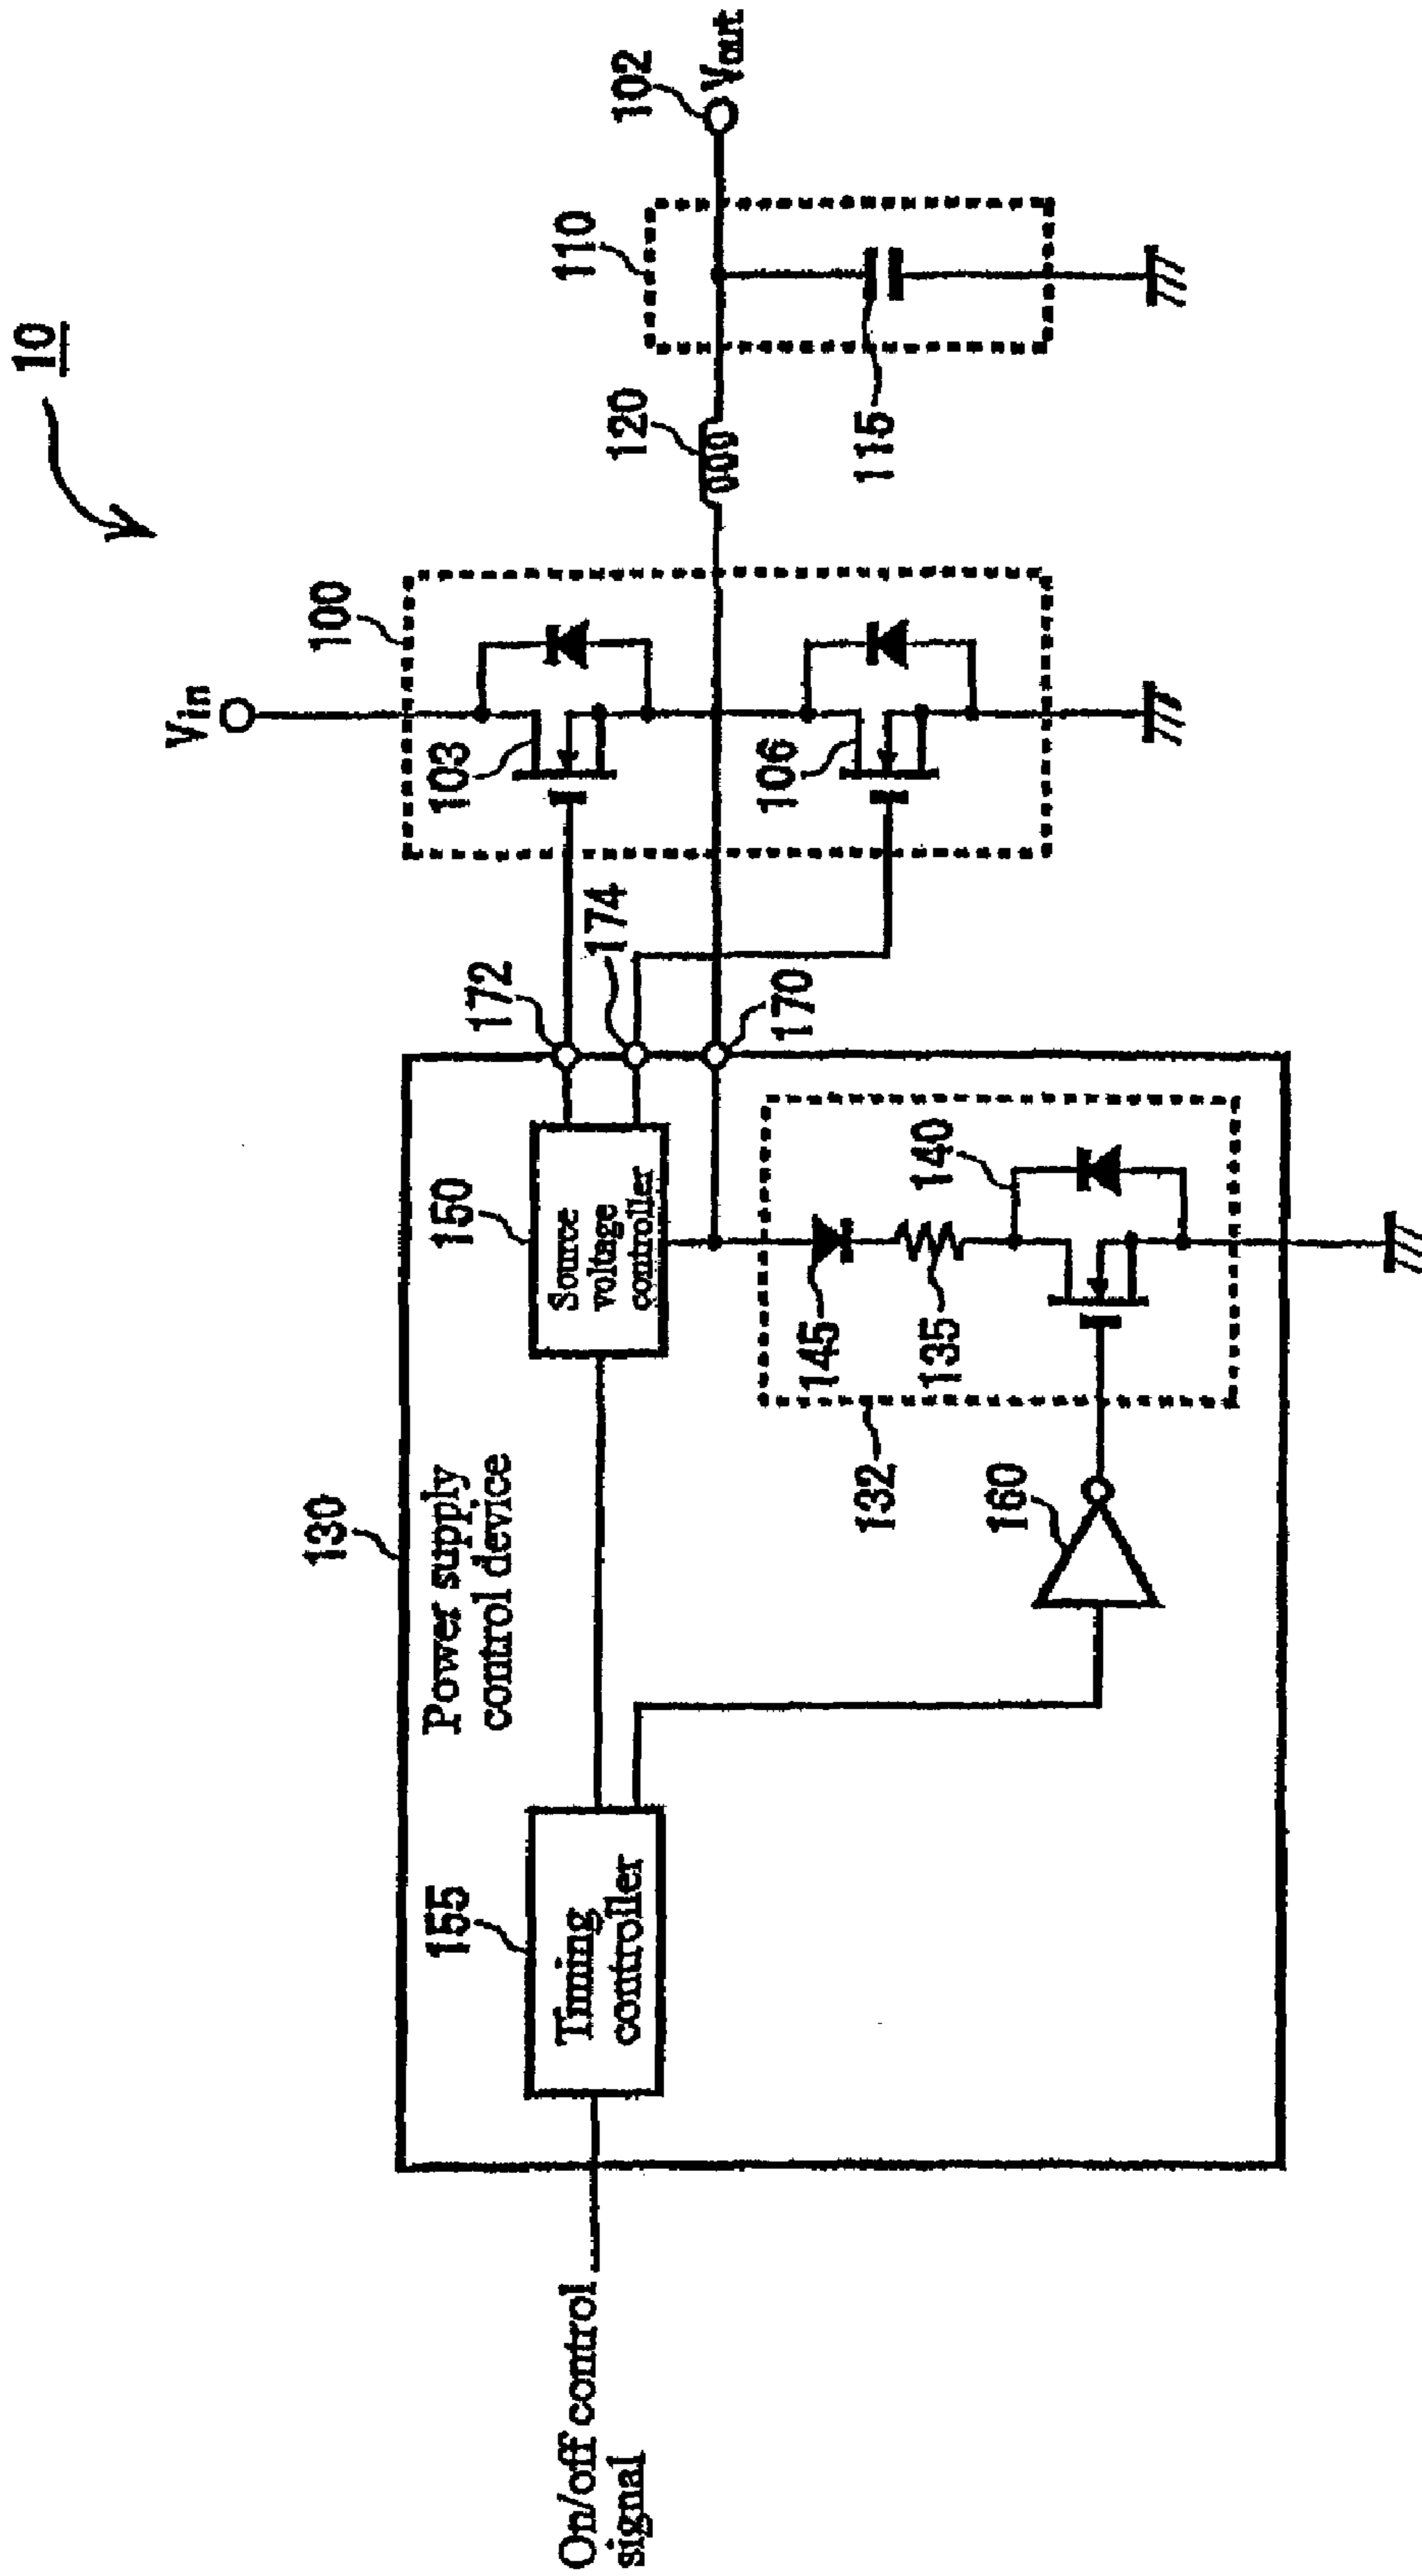 10
Vin
100
103
106
120
110
115
102
Vout
172
174
170
130
Power supply
control device
150
Source
voltage
controller
155
Timing
controller
145
135
140
132
160
On/off control
signal